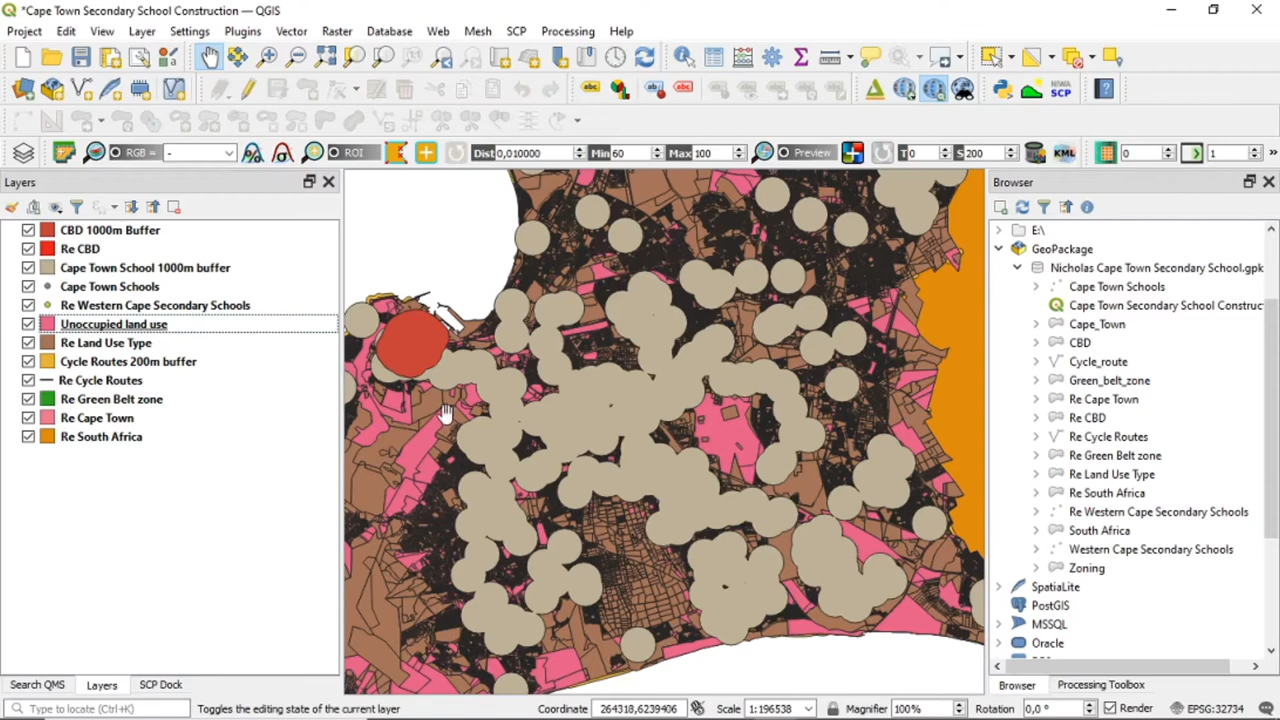 *Cape Town Secondary School Construction — QGIS
Project Edit View Layer Settings Plugins Vector Raster Database Web Mesh SCP Processing Help
abc abc abc NIWA SCP
RGB = - ROI Dist 0,010000 Min 60 Max 100 Preview T 0 S 200 KML 0 1 »
Layers
CBD 1000m Buffer
Re CBD
Cape Town School 1000m buffer
Cape Town Schools
Re Western Cape Secondary Schools
Unoccupied land use
Re Land Use Type
Cycle Routes 200m buffer
Re Cycle Routes
Re Green Belt zone
Re Cape Town
Re South Africa
Browser
E:\
GeoPackage
Nicholas Cape Town Secondary School.gpk
Cape Town Schools
Cape Town Secondary School Construc
Cape_Town
CBD
Cycle_route
Green_belt_zone
Re Cape Town
Re CBD
Re Cycle Routes
Re Green Belt zone
Re Land Use Type
Re South Africa
Re Western Cape Secondary Schools
South Africa
Western Cape Secondary Schools
Zoning
SpatiaLite
PostGIS
MSSQL
Oracle
Search QMS Layers SCP Dock
Browser Processing Toolbox
Type to locate (Ctrl+K) Toggles the editing state of the current layer Coordinate 264318,6239406 Scale 1:196538 Magnifier 100% Rotation 0,0 ° Render EPSG:32734